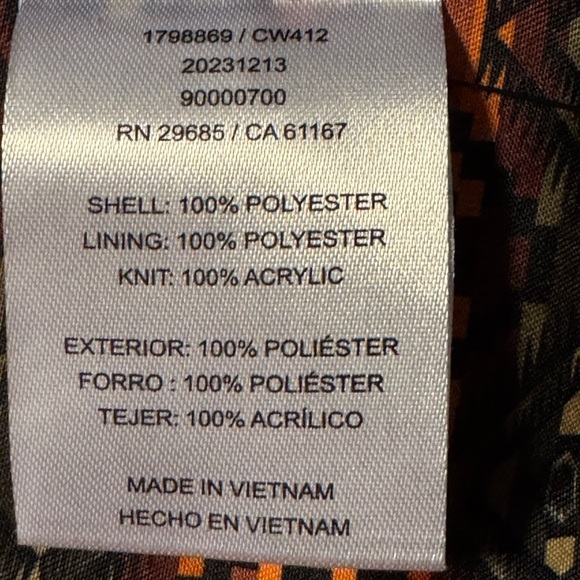 1798869 / CW412
20231213
90000700
RN 29685 / CA 61167
SHELL: 100% POLYESTER
LINING: 100% POLYESTER
KNIT: 100% ACRYLIC
EXTERIOR: 100% POLIÉSTER
FORRO : 100% POLIÉSTER
TEJER: 100% ACRÍLICO
MADE IN VIETNAM
HECHO EN VIETNAM